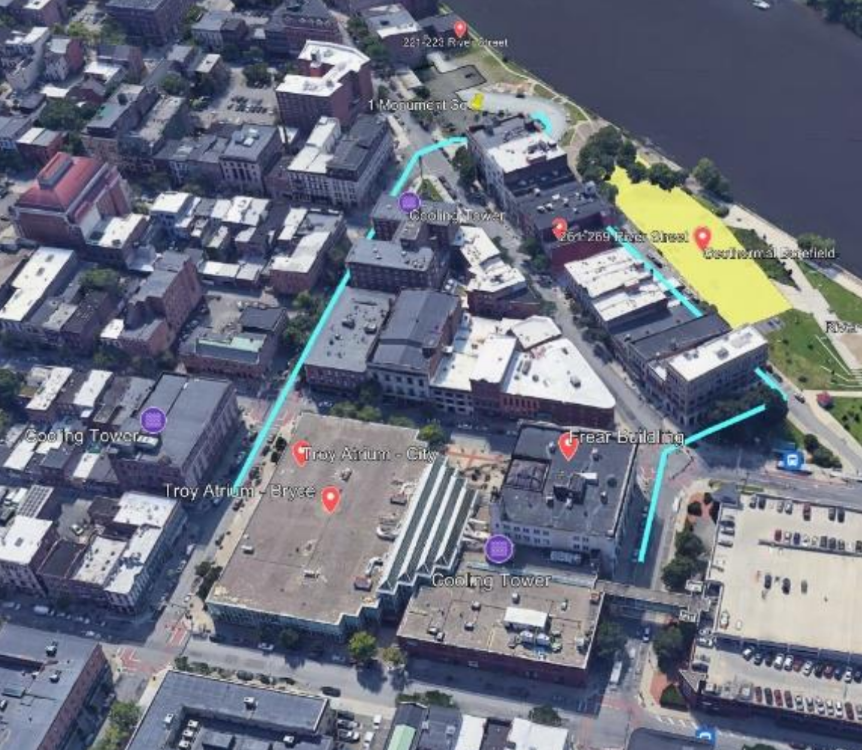 221-223 River Street
1 Monument Sq
Cooling Tower
261-269 River Street
Geothermal Borefield
River
Cooling Tower
Frear Building
Troy Atrium - City
Troy Atrium - Bryce
Cooling Tower